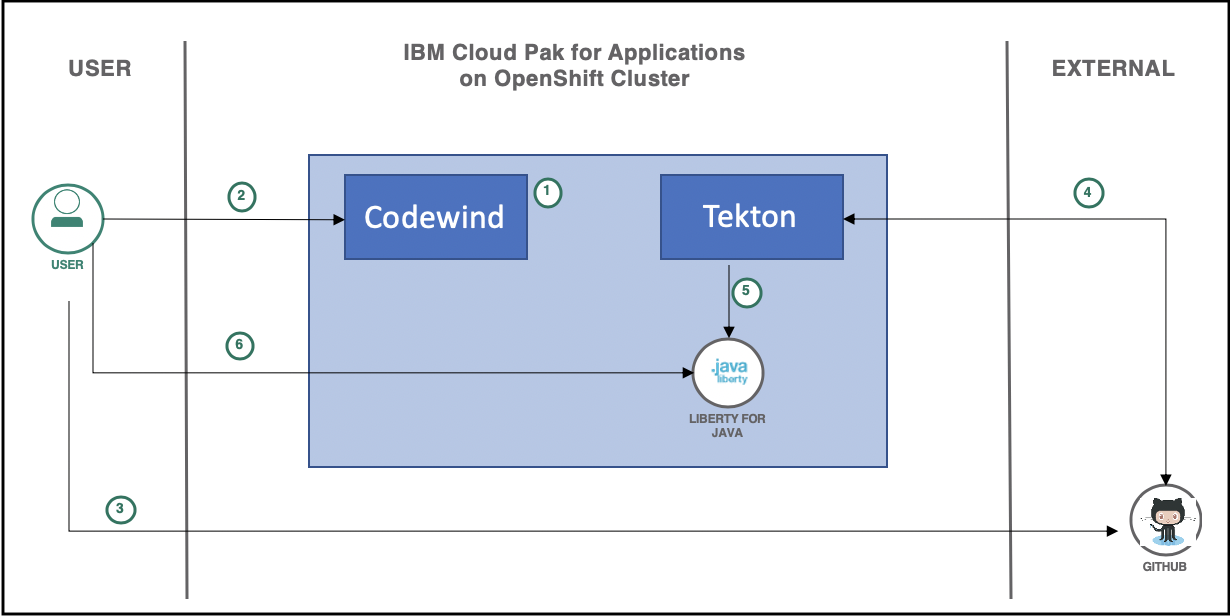 USER
IBM Cloud Pak for Applications
on OpenShift Cluster
EXTERNAL
2
Codewind
1
Tekton
4
USER
5
6
.java
liberty
LIBERTY FOR
JAVA
3
GITHUB